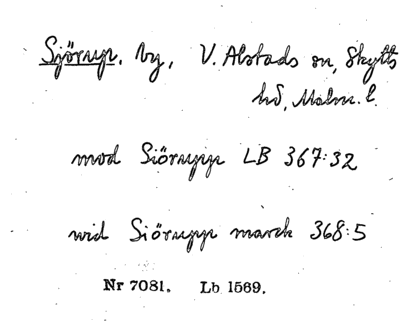 Sjörup, by, V. Alstads sn, Skytts
hd, Malm. l.
mod Siörupp LB 367:32
wid Siörupp march 368:5
Nr 7081. Lb 1569.